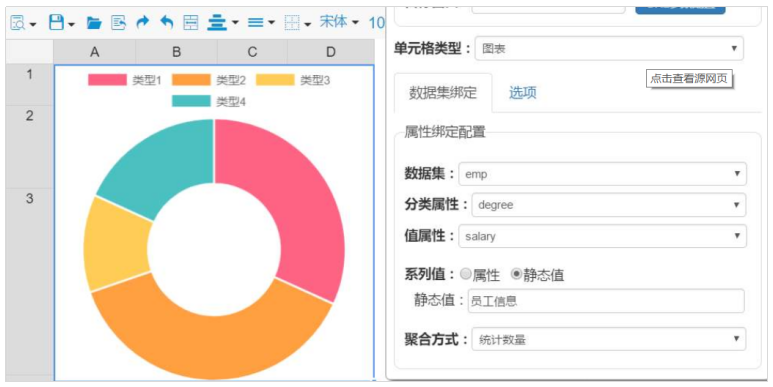 宋体 10
A B C D
1
2
3
类型1 类型2 类型3
类型4
单元格类型： 图表
点击查看源网页
数据集绑定 选项
属性绑定配置
数据集： emp
分类属性： degree
值属性： salary
系列值： 属性 静态值
静态值： 员工信息
聚合方式： 统计数量